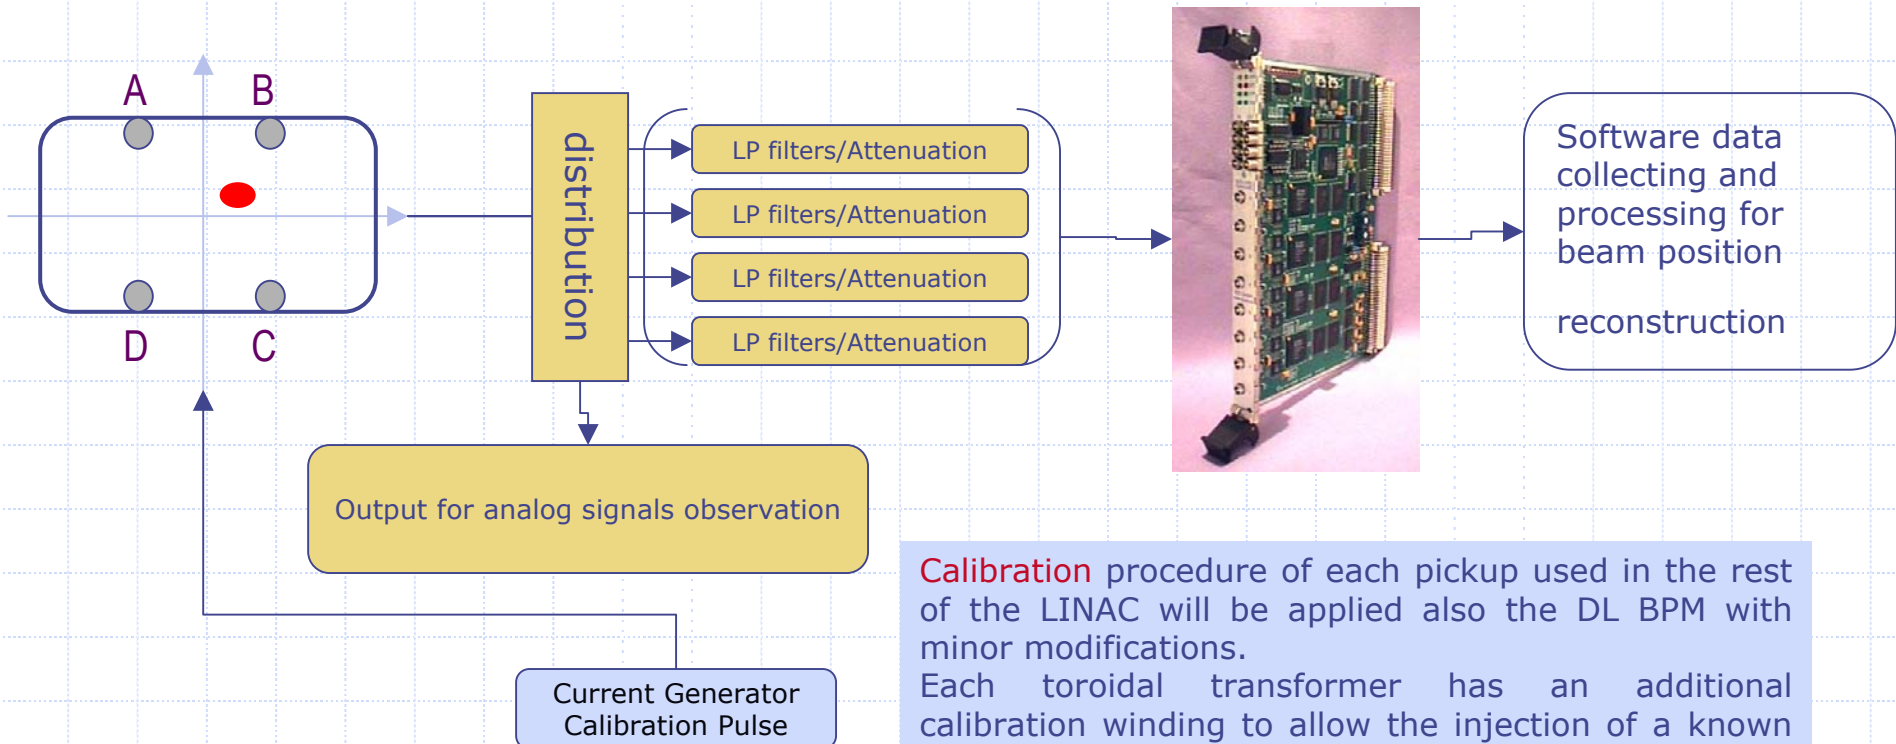 A B
D C
distribution
LP filters/Attenuation
LP filters/Attenuation
LP filters/Attenuation
LP filters/Attenuation
Software data
collecting and
processing for
beam position
reconstruction
Output for analog signals observation
Current Generator
Calibration Pulse
Calibration procedure of each pickup used in the rest
of the LINAC will be applied also the DL BPM with
minor modifications.
Each toroidal transformer has an additional
calibration winding to allow the injection of a known